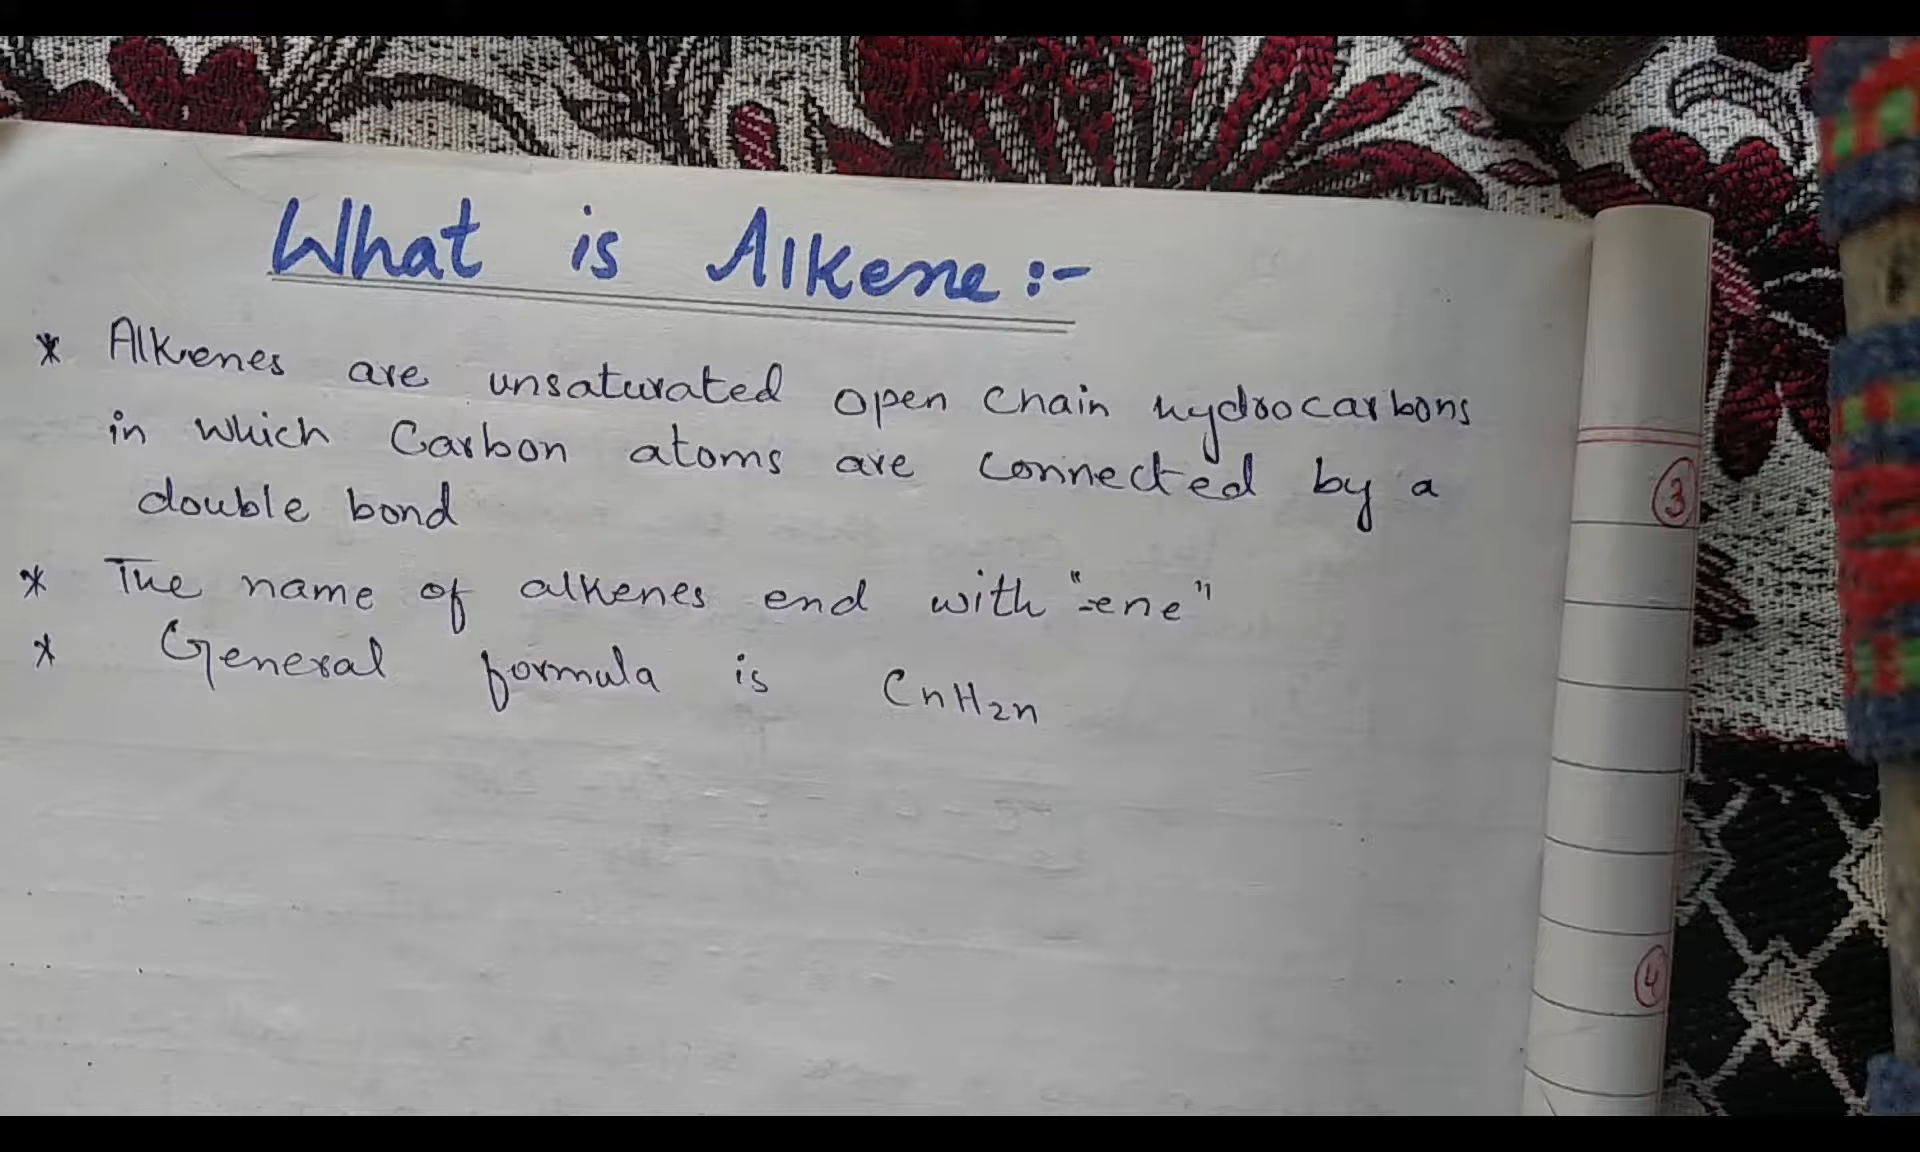 What is Alkene:-
* Alkenes are unsaturated open chain hydrocarbons
in which Carbon atoms are connected by a
double bond
* The name of alkenes end with "-ene"
* General formula is CnH2n
3
4